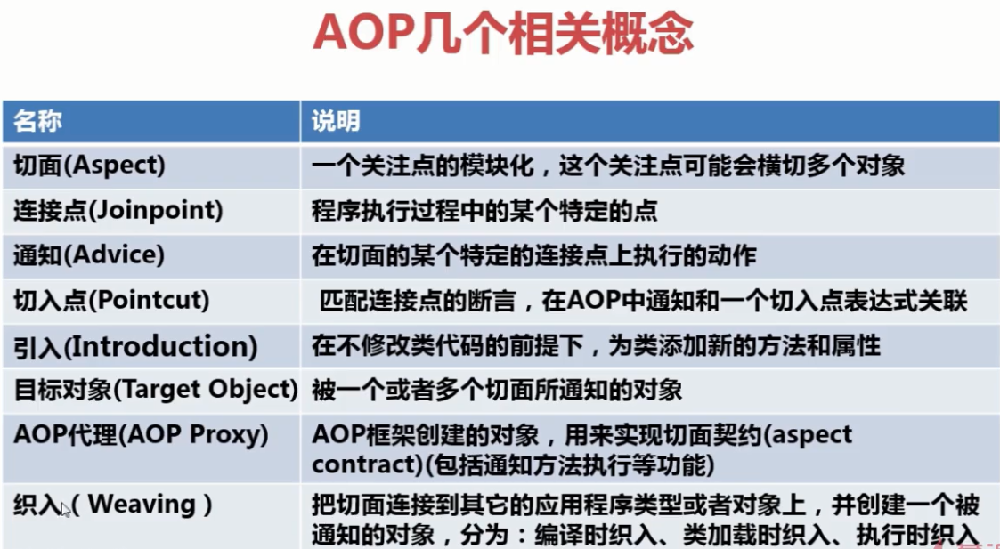 AOP几个相关概念
名称 说明
切面(Aspect) 一个关注点的模块化，这个关注点可能会横切多个对象
连接点(Joinpoint) 程序执行过程中的某个特定的点
通知(Advice) 在切面的某个特定的连接点上执行的动作
切入点(Pointcut) 匹配连接点的断言，在AOP中通知和一个切入点表达式关联
引入(Introduction) 在不修改类代码的前提下，为类添加新的方法和属性
目标对象(Target Object) 被一个或者多个切面所通知的对象
AOP代理(AOP Proxy) AOP框架创建的对象，用来实现切面契约(aspect
contract)(包括通知方法执行等功能)
织入（Weaving） 把切面连接到其它的应用程序类型或者对象上，并创建一个被
通知的对象，分为：编译时织入、类加载时织入、执行时织入